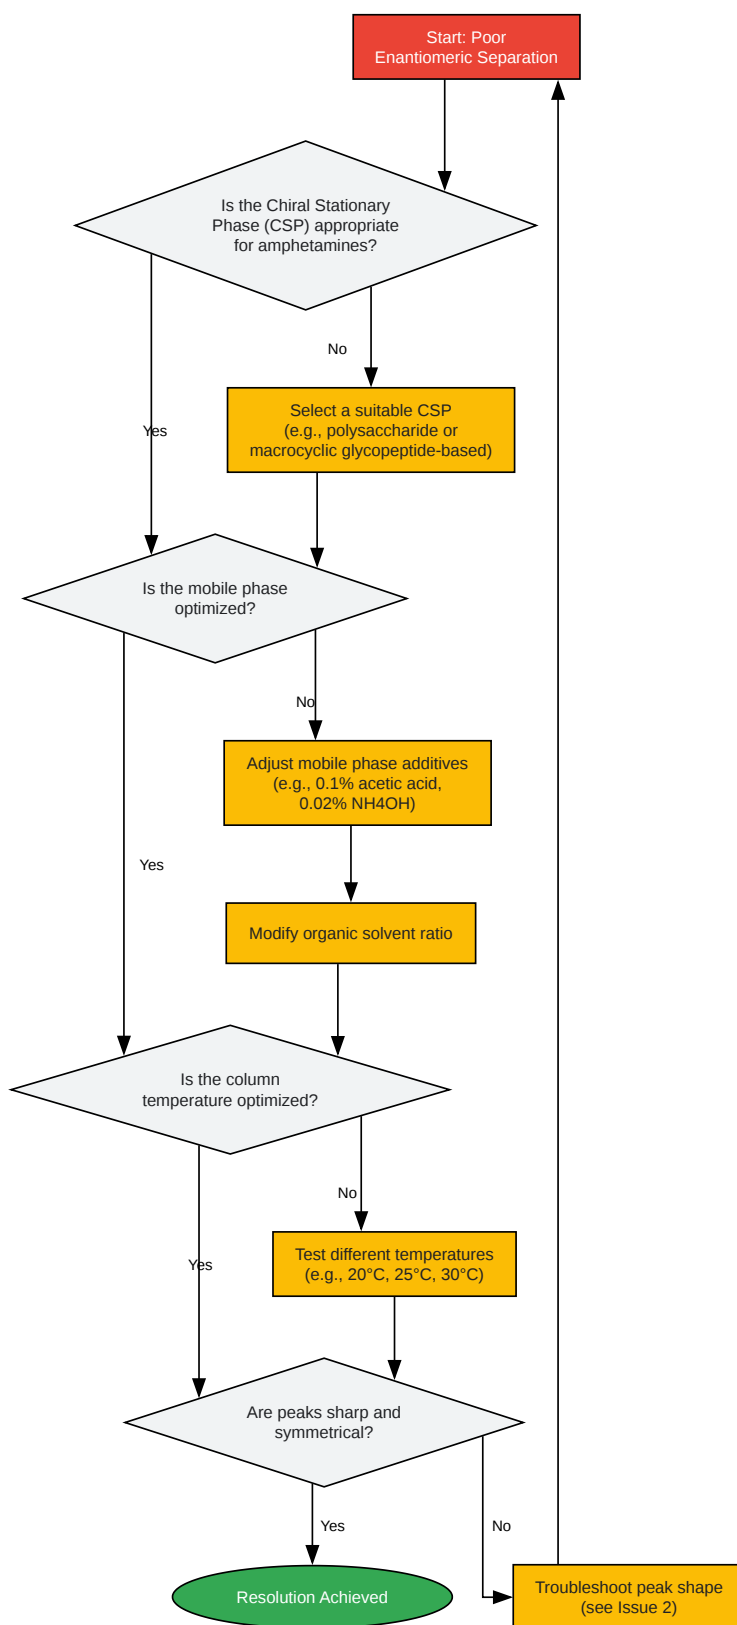 Start: Poor
Enantiomeric Separation
Is the Chiral Stationary
Phase (CSP) appropriate
for amphetamines?
No
Yes
Select a suitable CSP
(e.g., polysaccharide or
macrocyclic glycopeptide-based)
Is the mobile phase
optimized?
No
Adjust mobile phase additives
(e.g., 0.1% acetic acid,
0.02% NH4OH)
Yes
Modify organic solvent ratio
Is the column
temperature optimized?
No
Yes
Test different temperatures
(e.g., 20°C, 25°C, 30°C)
Are peaks sharp and
symmetrical?
Yes
No
Resolution Achieved
Troubleshoot peak shape
(see Issue 2)